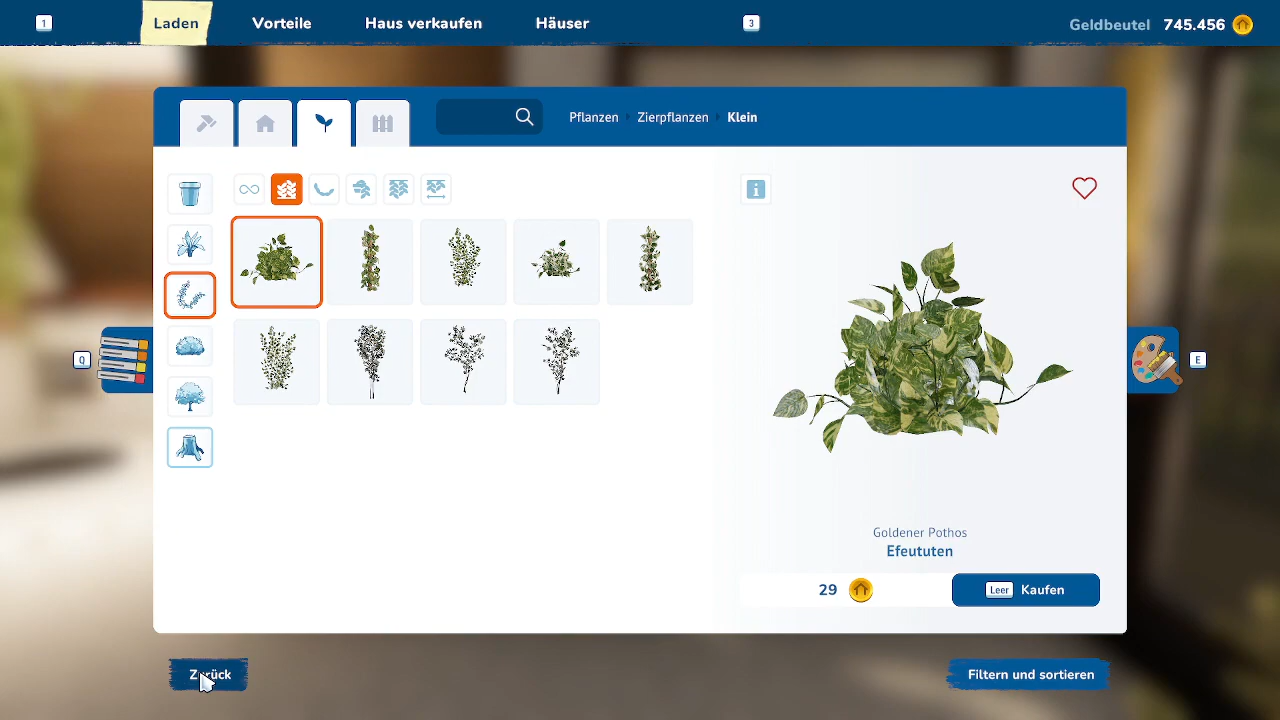 1 Laden Vorteile Haus verkaufen Häuser 3 Geldbeutel 745.456
Pflanzen Zierpflanzen Klein
Q
E
Goldener Pothos
Efeututen
29 Leer Kaufen
Zurück Filtern und sortieren